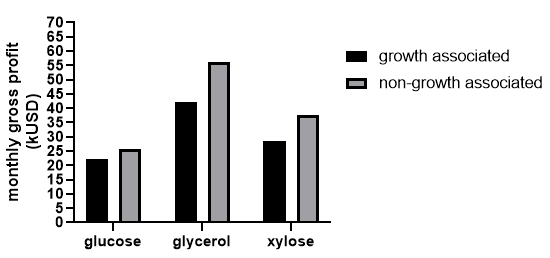 monthly gross profit
(kUSD)
70
65
60
55
50
45
40
35
30
25
20
15
10
5
0
glucose
glycerol
xylose
growth associated
non-growth associated